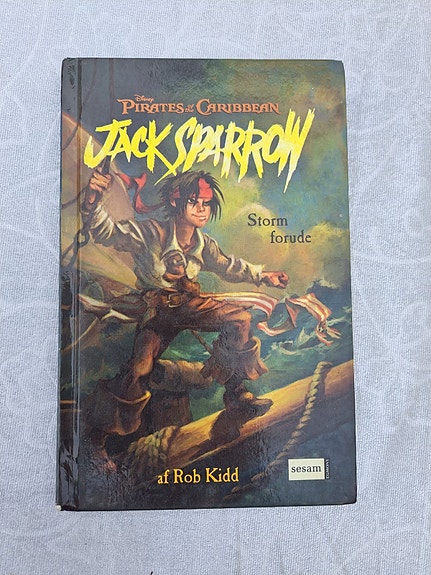 Disney
PIRATES of the CARIBBEAN
JACK SPARROW
Storm
forude
af Rob Kidd
sesam